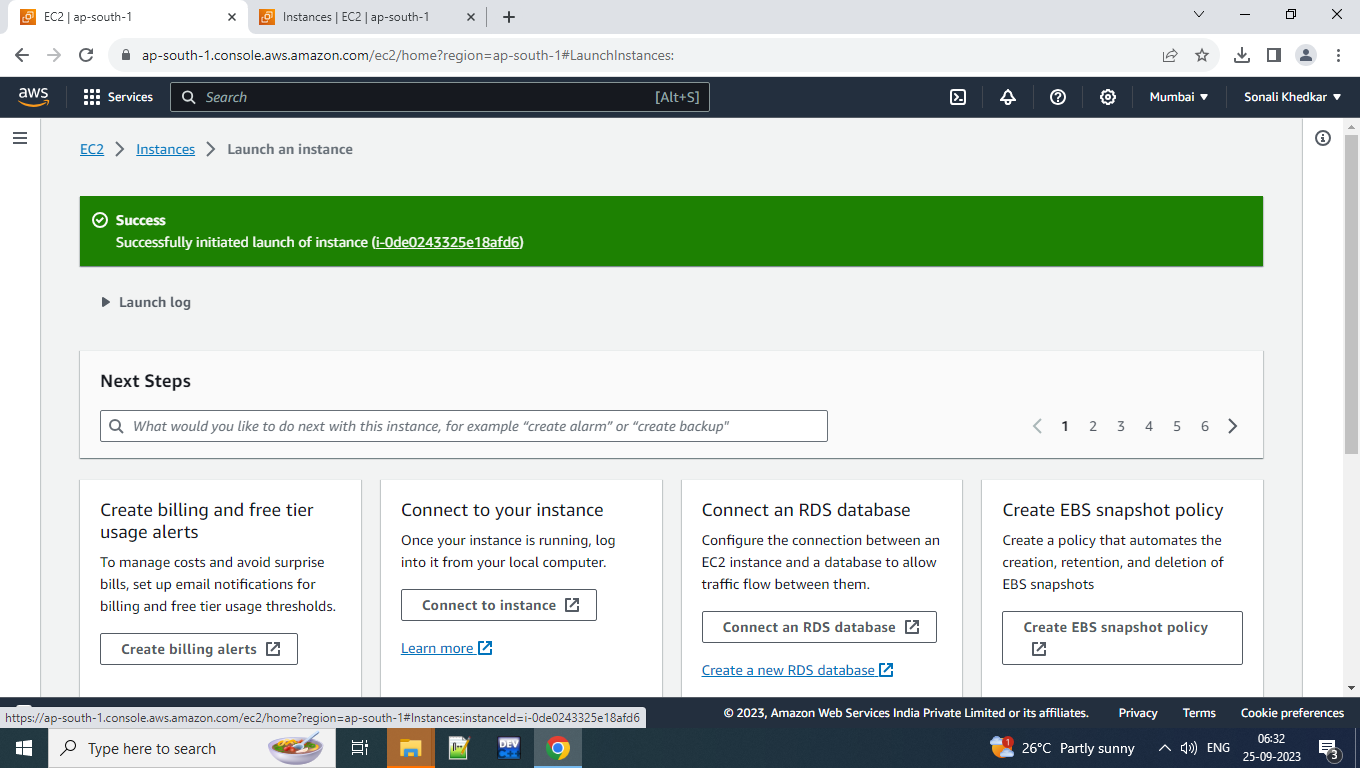 EC2 | ap-south-1
Instances | EC2 | ap-south-1
ap-south-1.console.aws.amazon.com/ec2/home?region=ap-south-1#LaunchInstances:
aws
Services
Search
[Alt+S]
Mumbai
Sonali Khedkar
EC2
Instances
Launch an instance
Success
Successfully initiated launch of instance (i-0de0243325e18afd6)
Launch log
Next Steps
What would you like to do next with this instance, for example “create alarm” or “create backup”
1 2 3 4 5 6
Create billing and free tier
usage alerts
To manage costs and avoid surprise
bills, set up email notifications for
billing and free tier usage thresholds.
Create billing alerts
Connect to your instance
Once your instance is running, log
into it from your local computer.
Connect to instance
Learn more
Connect an RDS database
Configure the connection between an
EC2 instance and a database to allow
traffic flow between them.
Connect an RDS database
Create a new RDS database
Create EBS snapshot policy
Create a policy that automates the
creation, retention, and deletion of
EBS snapshots
Create EBS snapshot policy
https://ap-south-1.console.aws.amazon.com/ec2/home?region=ap-south-1#Instances:instanceId=i-0de0243325e18afd6
© 2023, Amazon Web Services India Private Limited or its affiliates.
Privacy
Terms
Cookie preferences
Type here to search
DEV
1
26°C Partly sunny
ENG
06:32
25-09-2023
3